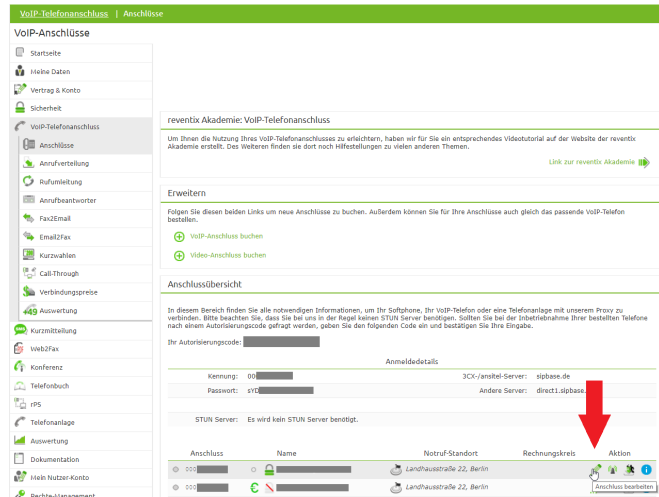 VoIP-Telefonanschluss | Anschlüsse
VoIP-Anschlüsse
Startseite
Meine Daten
Vertrag & Konto
Sicherheit
VoIP-Telefonanschluss
Anschlüsse
Anrufverteilung
Rufumleitung
Anrufbeantworter
Fax2Email
Email2Fax
Kurzwahlen
Call-Through
Verbindungspreise
Auswertung
Kurzmitteilung
Web2Fax
Konferenz
Telefonbuch
rPS
Telefonanlage
Auswertung
Dokumentation
Mein Nutzer-Konto
Rechte-Management
reventix Akademie: VoIP-Telefonanschluss
Um Ihnen die Nutzung Ihres VoIP-Telefonanschlusses zu erleichtern, haben wir für Sie ein entsprechendes Videotutorial auf der Website der reventix
Akademie erstellt. Des Weiteren finden sie dort noch Hilfestellungen zu vielen anderen Themen.
Link zur reventix Akademie
Erweitern
Folgen Sie diesen beiden Links um neue Anschlüsse zu buchen. Außerdem können Sie für Ihre Anschlüsse auch gleich das passende VoIP-Telefon
bestellen.
VoIP-Anschluss buchen
Video-Anschluss buchen
Anschlussübersicht
In diesem Bereich finden Sie alle notwendigen Informationen, um Ihr Softphone, Ihr VoIP-Telefon oder eine Telefonanlage mit unserem Proxy zu
verbinden. Bitte beachten Sie, dass Sie bei uns in der Regel keinen STUN Server benötigen. Sollten Sie bei der Inbetriebnahme Ihrer bestellten Telefone
nach einem Autorisierungscode gefragt werden, geben Sie den folgenden Code ein und bestätigen Sie Ihre Eingabe.
Ihr Autorisierungscode:
Anmeldedetails
Kennung: 00 3CX-/ansitel-Server: sipbase.de
Passwort: sYD Andere Server: direct1.sipbase.
STUN Server: Es wird kein STUN Server benötigt.
Anschluss Name Notruf-Standort Rechnungskreis Aktion
000 Landhausstraße 22, Berlin
000 Landhausstraße 22, Berlin
Anschluss bearbeiten